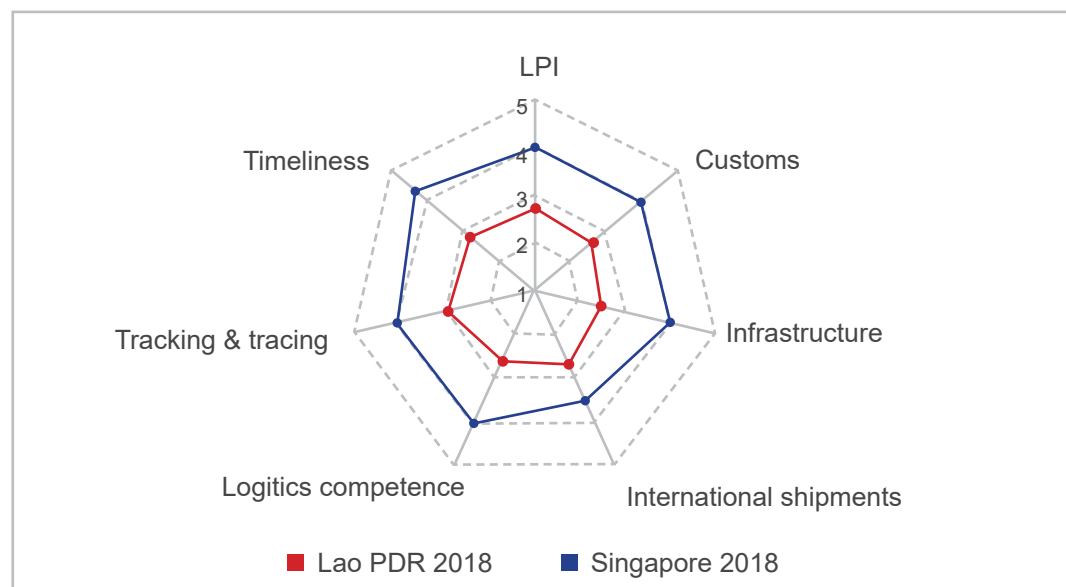 LPI
5
4
3
2
1
Customs
Infrastructure
International shipments
Logitics competence
Tracking & tracing
Timeliness
Lao PDR 2018
Singapore 2018